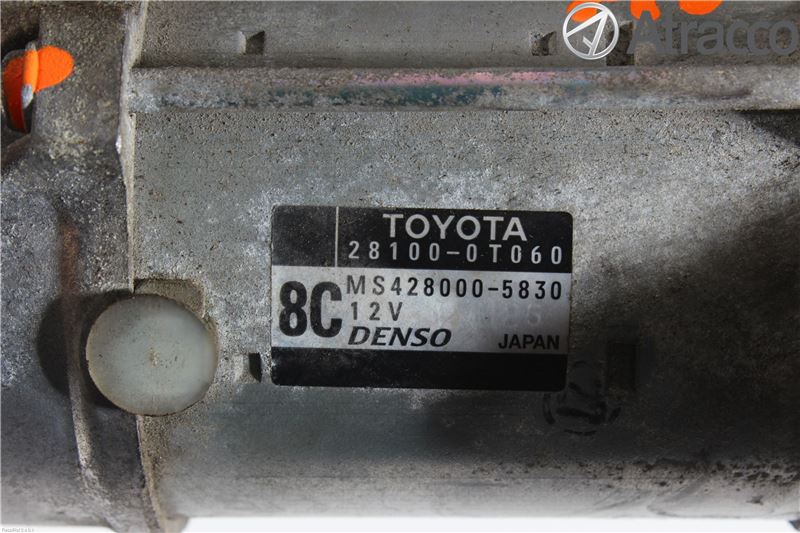 Atracco
TOYOTA
28100-0T060
8C
MS428000-5830
12V
DENSO
JAPAN